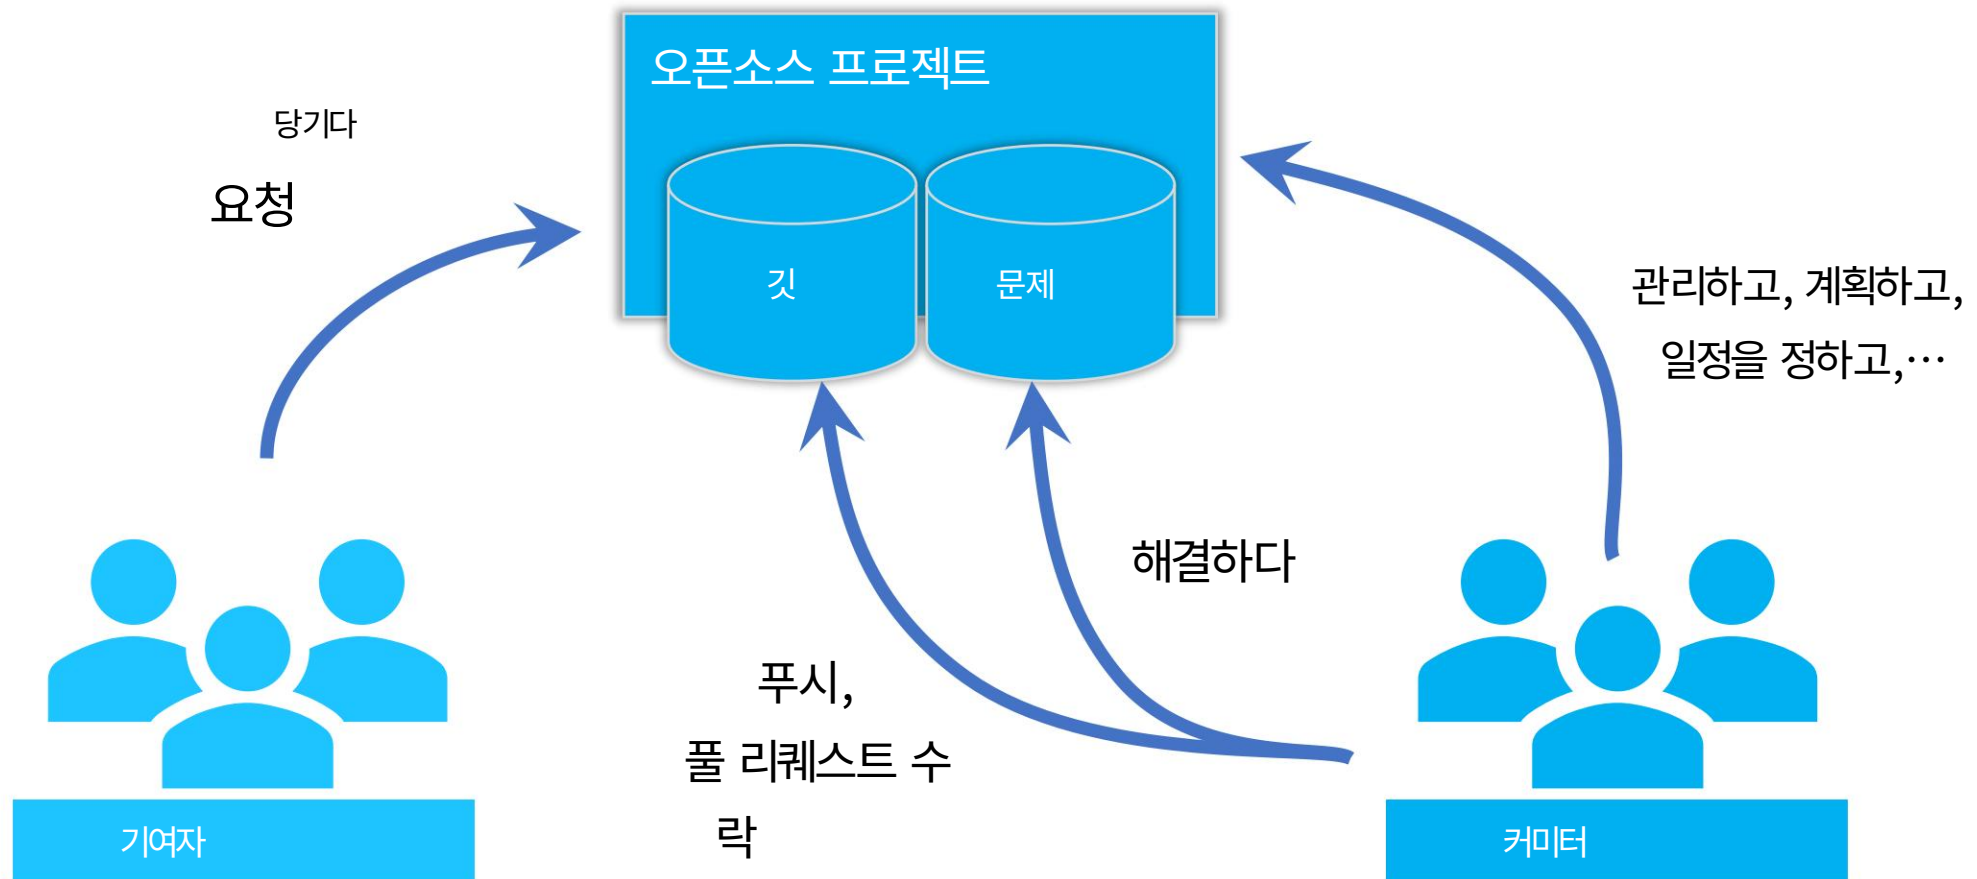 오픈소스 프로젝트
당기다
요청
깃
문제
관리하고, 계획하고,
일정을 정하고,…
해결하다
푸시,
풀 리퀘스트 수
락
기여자
커미터